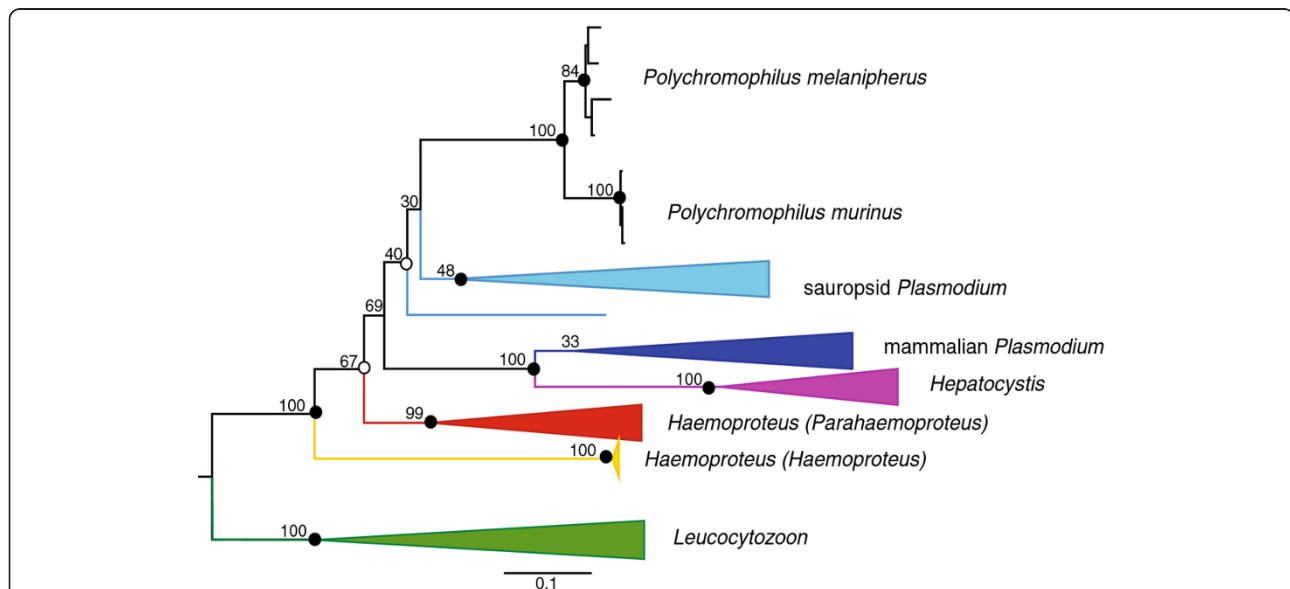 84
Polychromophilus melanipherus
100
100
Polychromophilus murinus
30
40
48
sauropsid Plasmodium
69
33
mammalian Plasmodium
67
100
100
Hepatocystis
100
99
Haemoproteus (Parahaemoproteus)
100
Haemoproteus (Haemoproteus)
100
Leucocytozoon
0.1